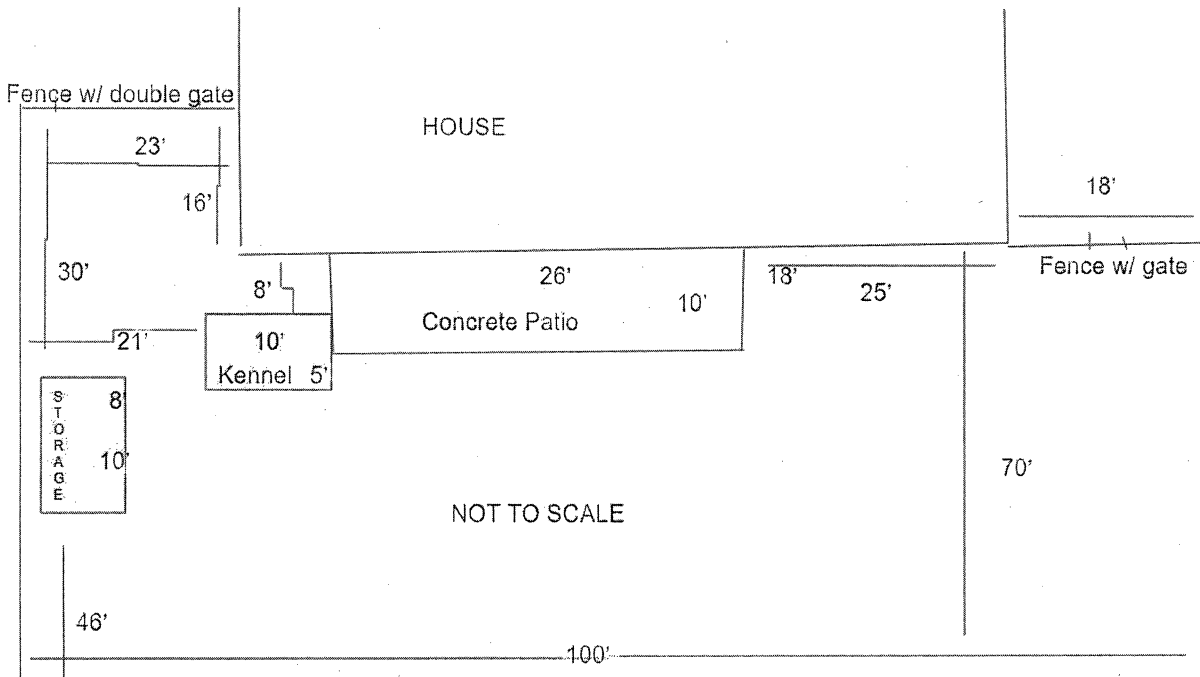 Fence w/ double gate
HOUSE
23'
18'
16'
30'
8'
26'
18'
25'
Fence w/ gate
10'
Concrete Patio
21'
10'
Kennel 5'
STORAGE
8'
10'
70'
NOT TO SCALE
46'
100'